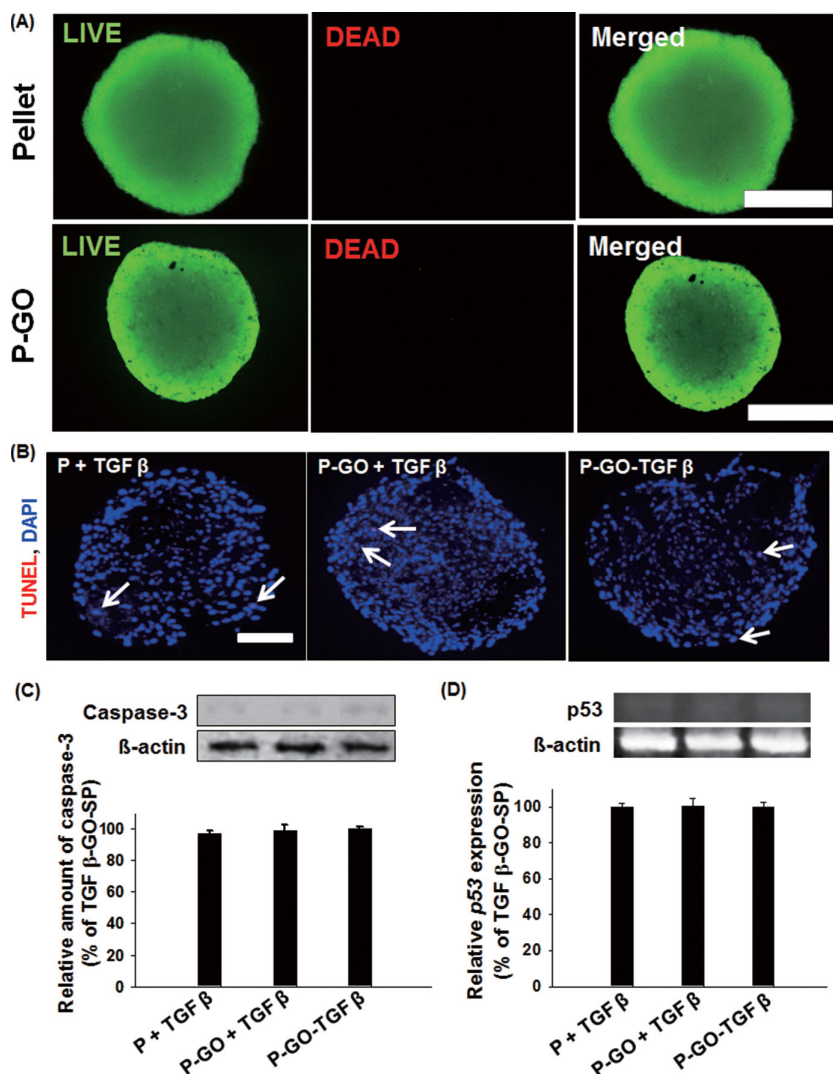 (A)
LIVE
DEAD
Merged
Pellet
LIVE
DEAD
Merged
P-GO
(B)
P + TGF β
P-GO + TGF β
P-GO-TGF β
TUNEL, DAPI
(C)
Caspase-3
ß-actin
Relative amount of caspase-3
(% of TGF β-GO-SP)
100
80
60
40
20
0
P + TGF β
P-GO + TGF β
P-GO-TGF β
(D)
p53
ß-actin
Relative p53 expression
(% of TGF β-GO-SP)
100
80
60
40
20
0
P + TGF β
P-GO + TGF β
P-GO-TGF β